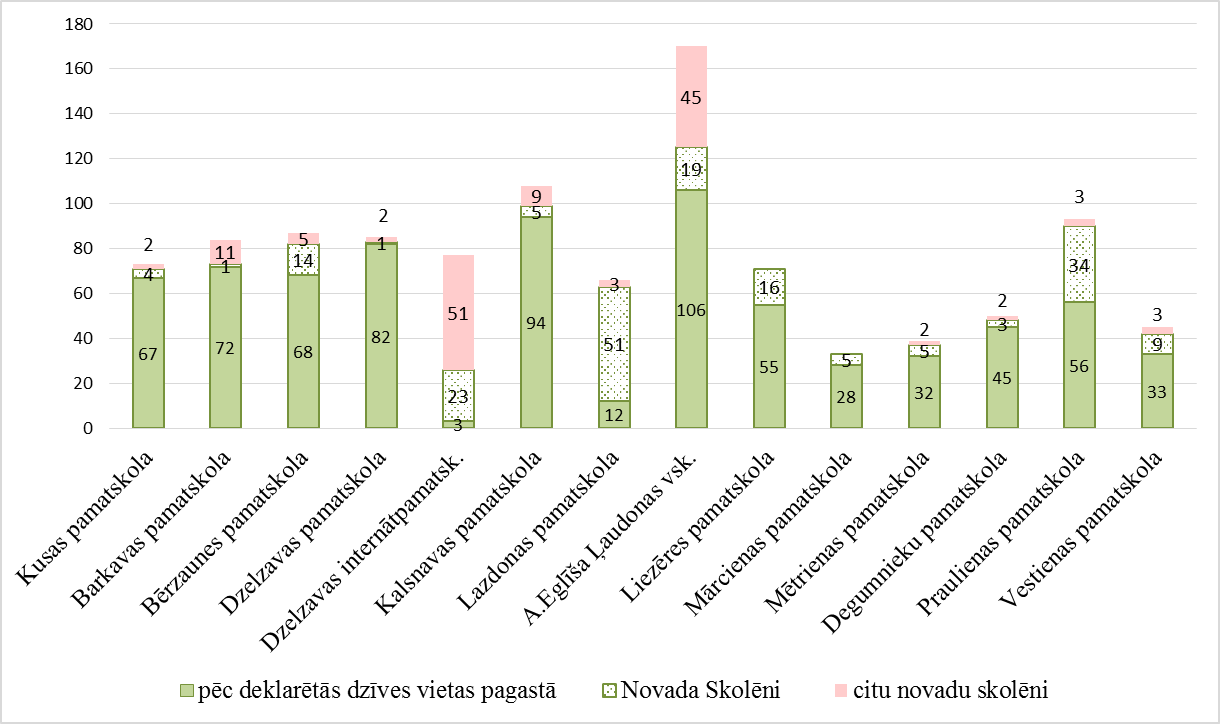 180
160
140
120
100
80
60
40
20
0
2
4
67
11
1
72
5
14
68
2
1
82
51
23
3
9
5
94
3
51
12
45
19
106
16
55
5
28
2
5
32
2
3
45
3
34
56
3
9
33
Kusas pamatskola
Barkavas pamatskola
Bērzaunes pamatskola
Dzelzavas pamatskola
Dzelzavas internātpamatsk.
Kalsnavas pamatskola
Lazdonas pamatskola
A.Eglīša Ļaudonas vsk.
Liezēres pamatskola
Mārcienas pamatskola
Mētrienas pamatskola
Degumnieku pamatskola
Praulienas pamatskola
Vestienas pamatskola
pēc deklarētās dzīves vietas pagastā
Novada Skolēni
citu novadu skolēni